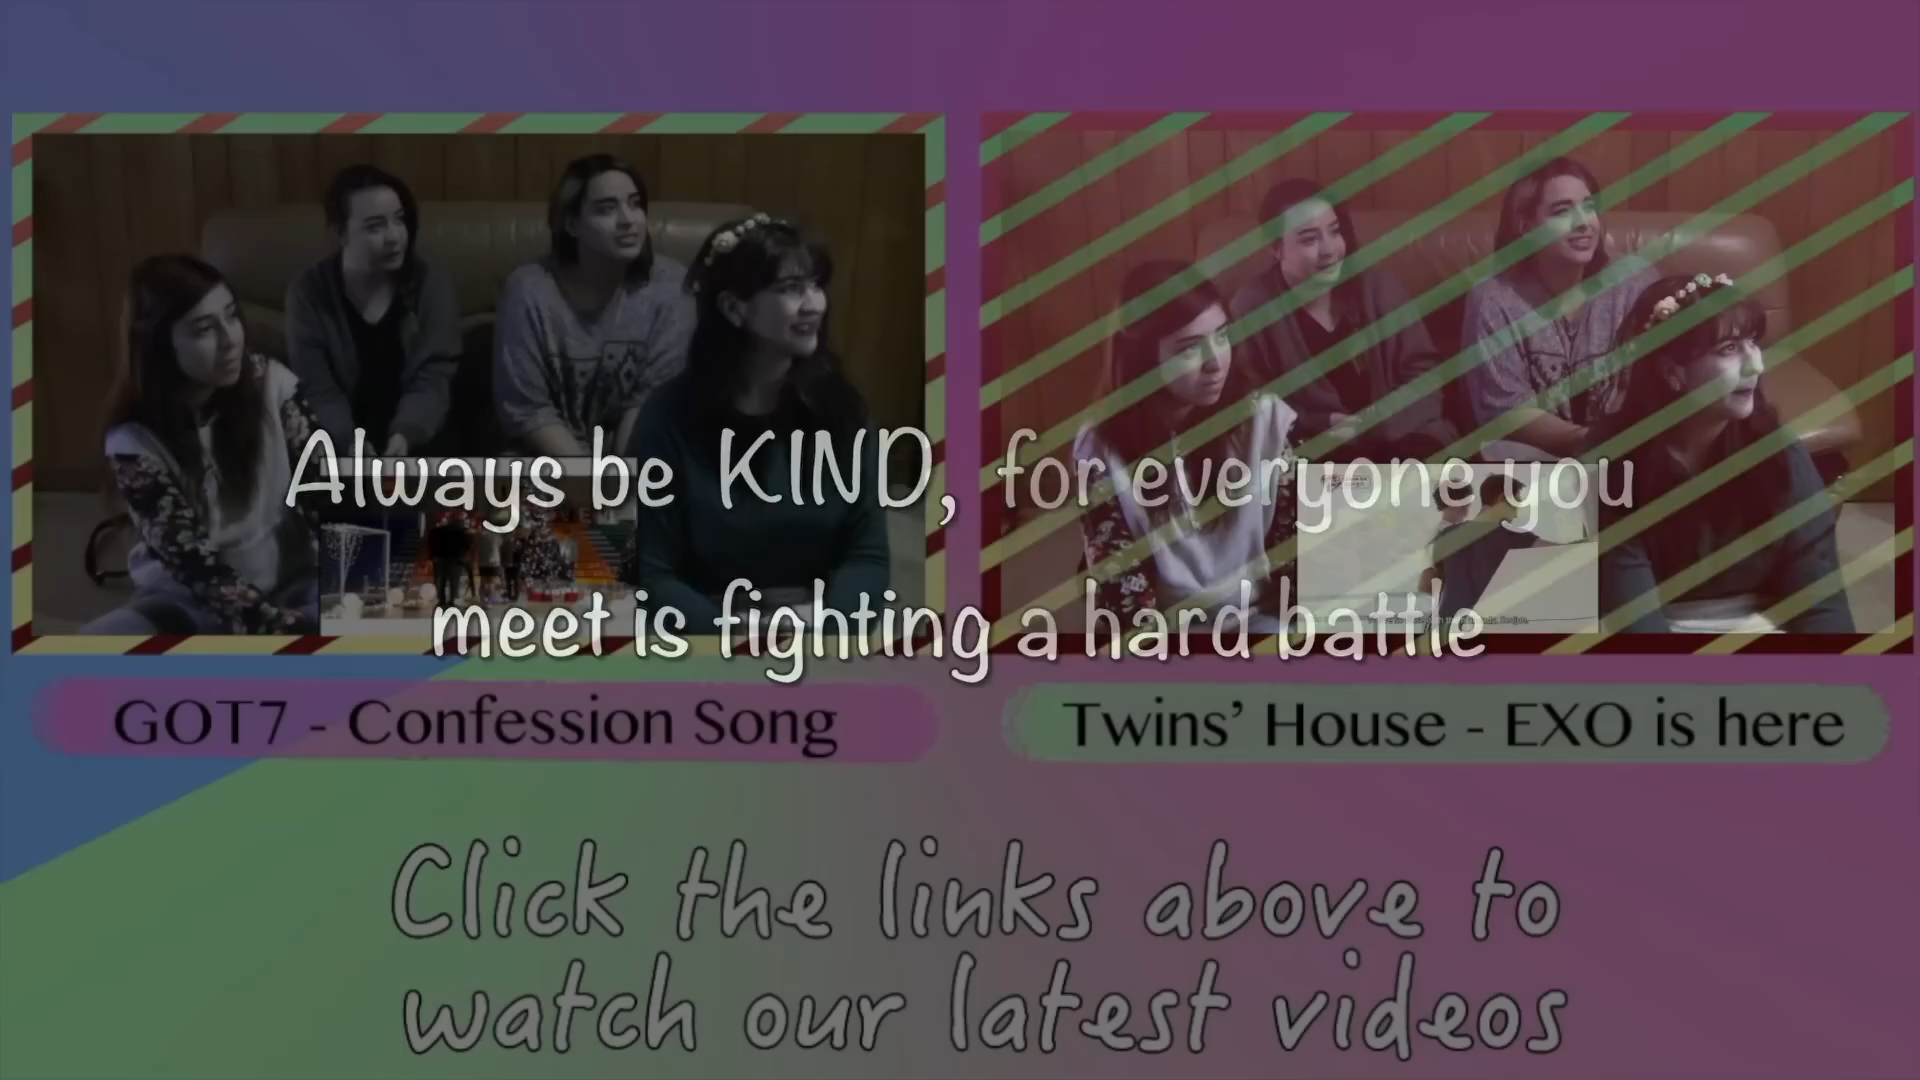 Always be KIND, for everyone you
meet is fighting a hard battle
GOT7 - Confession Song
Twins’ House - EXO is here
Click the links above to
watch our latest videos